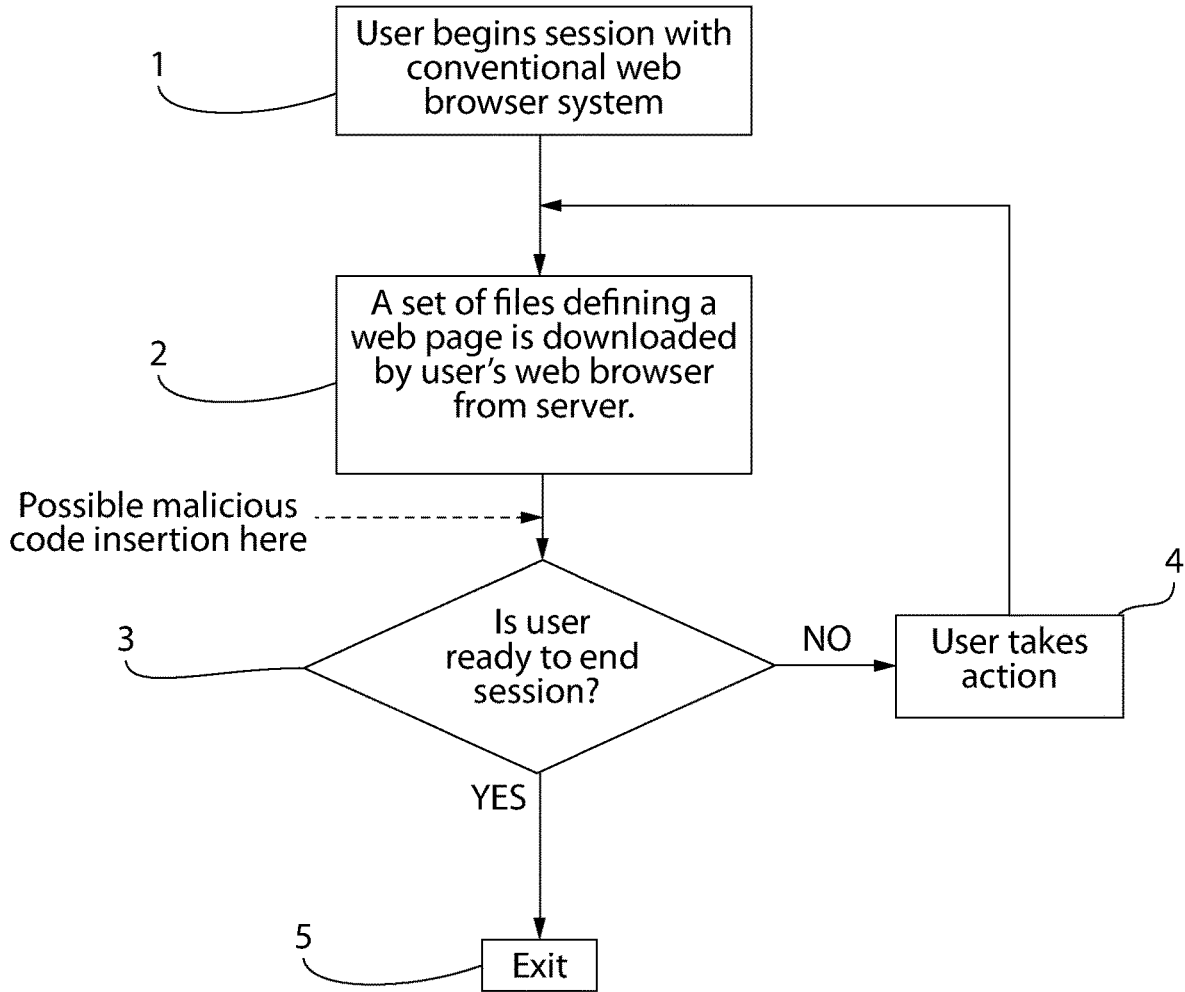 User begins session with
conventional web
browser system
1
A set of files defining a
web page is downloaded
by user's web browser
from server.
2
Possible malicious
code insertion here
Is user
ready to end
session?
3
NO
User takes
action
4
YES
Exit
5